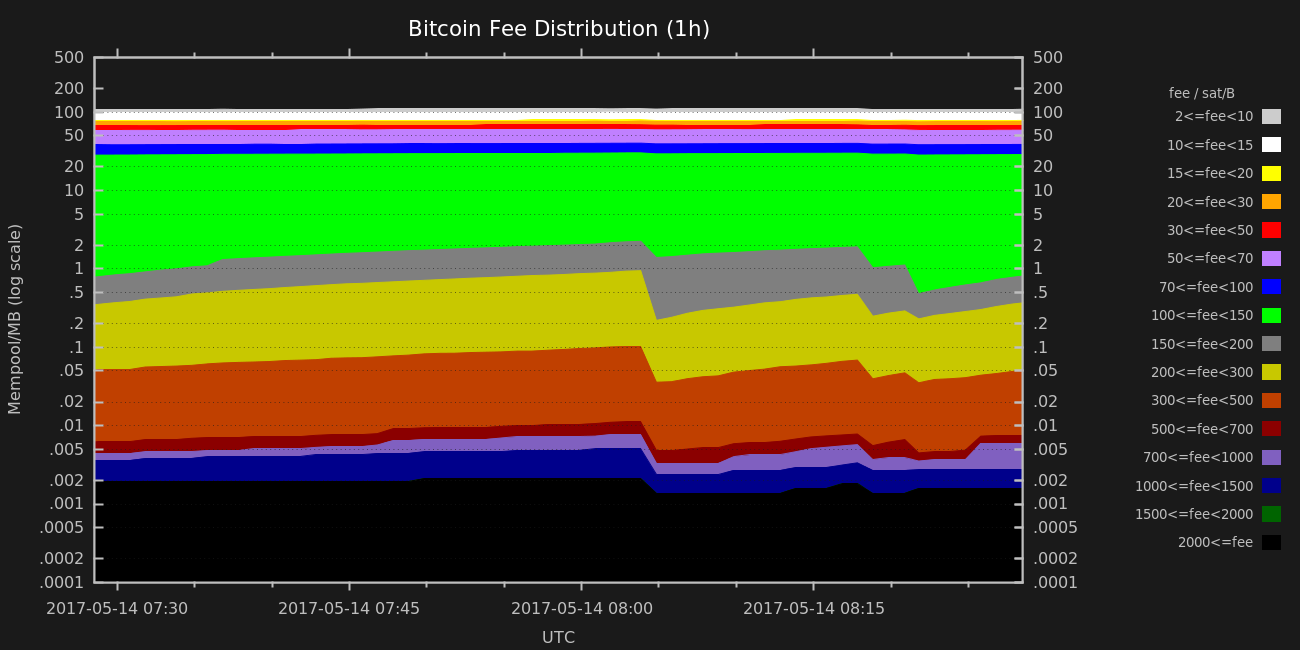 Bitcoin Fee Distribution (1h)
Mempool/MB (log scale)
500
200
100
50
20
10
5
2
1
.5
.2
.1
.05
.02
.01
.005
.002
.001
.0005
.0002
.0001
500
200
100
50
20
10
5
2
1
.5
.2
.1
.05
.02
.01
.005
.002
.001
.0005
.0002
.0001
2017-05-14 07:30 2017-05-14 07:45 2017-05-14 08:00 2017-05-14 08:15
UTC
fee / sat/B
2<=fee<10
10<=fee<15
15<=fee<20
20<=fee<30
30<=fee<50
50<=fee<70
70<=fee<100
100<=fee<150
150<=fee<200
200<=fee<300
300<=fee<500
500<=fee<700
700<=fee<1000
1000<=fee<1500
1500<=fee<2000
2000<=fee